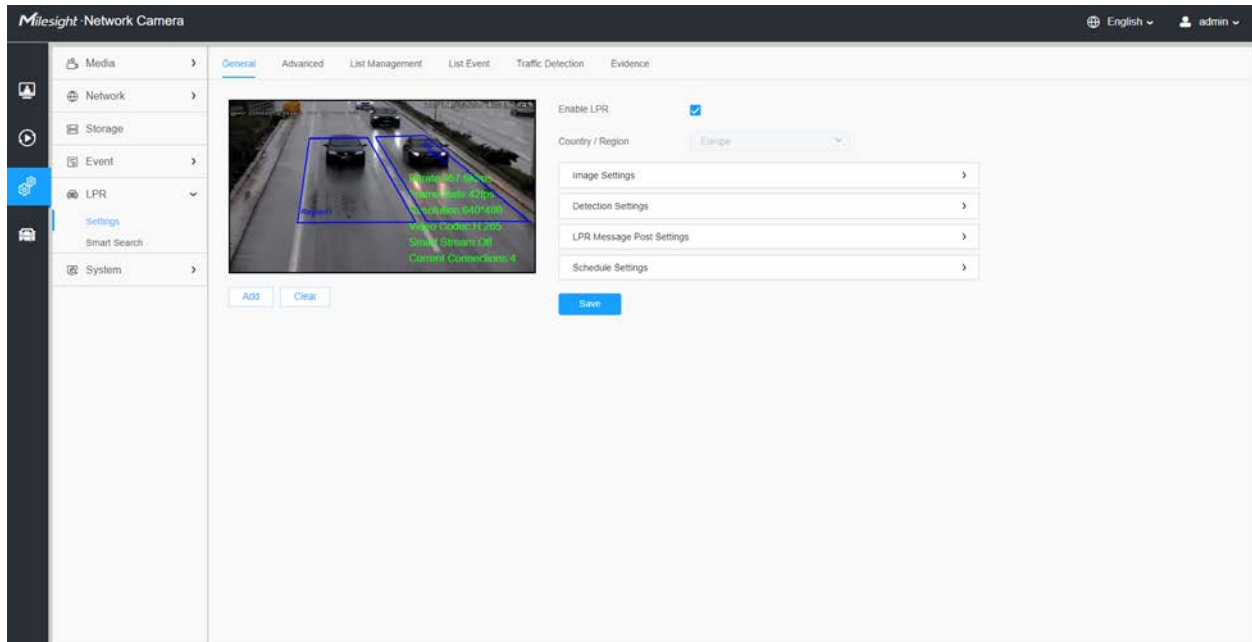 Milesight · Network Camera
English
admin
Media
Network
Storage
Event
LPR
Settings
Smart Search
System
General Advanced List Management List Event Traffic Detection Evidence
Enable LPR
Country / Region Europe
Image Settings
Detection Settings
LPR Message Post Settings
Schedule Settings
Save
Region1
Resolution:640*480
Video Codec:H.265
Smart Stream:Off
Current Connections:4
Add Clear